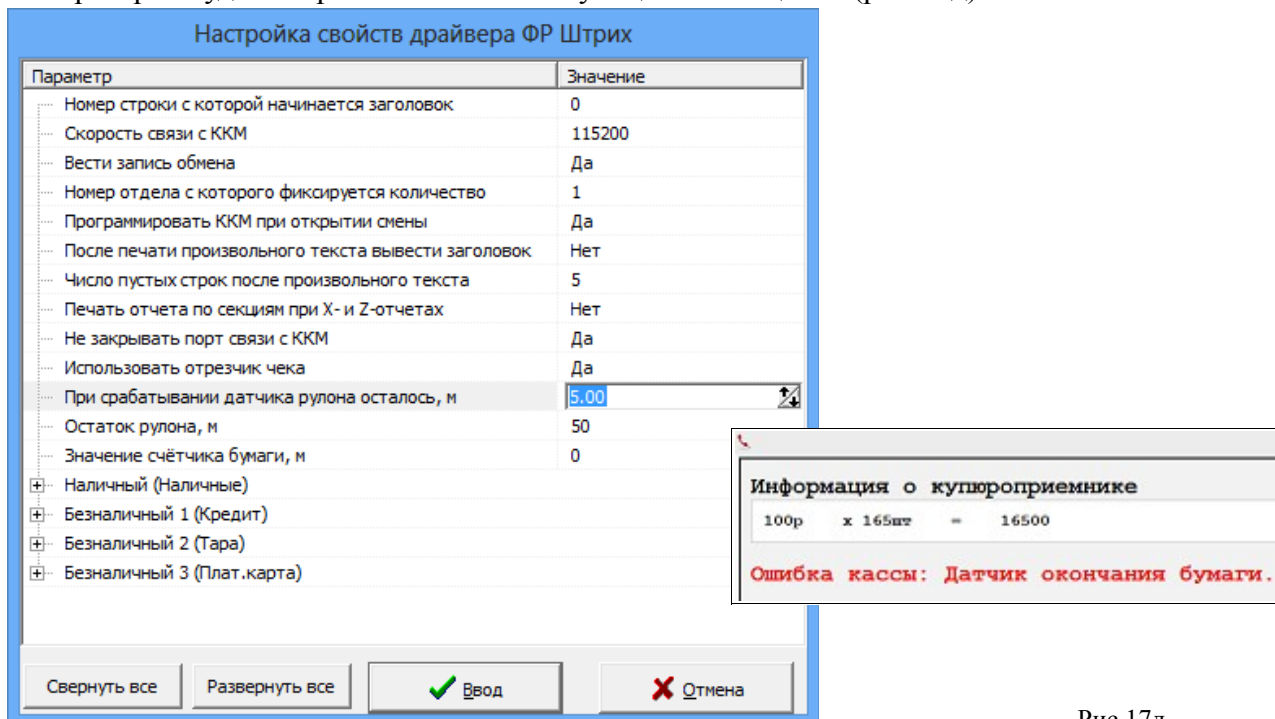 Настройка свойств драйвера ФР Штрих
Параметр Значение
Номер строки с которой начинается заголовок 0
Скорость связи с ККМ 115200
Вести запись обмена Да
Номер отдела с которого фиксируется количество 1
Программировать ККМ при открытии смены Да
После печати произвольного текста вывести заголовок Нет
Число пустых строк после произвольного текста 5
Печать отчета по секциям при X- и Z-отчетах Нет
Не закрывать порт связи с ККМ Да
Использовать отрезчик чека Да
При срабатывании датчика рулона осталось, м 5.00
Остаток рулона, м 50
Значение счётчика бумаги, м 0
Наличный (Наличные)
Безналичный 1 (Кредит)
Безналичный 2 (Тара)
Безналичный 3 (Плат.карта)
Информация о купюроприемнике
100р x 165шт = 16500
Ошибка кассы: Датчик окончания бумаги.
Свернуть все Развернуть все Ввод Отмена